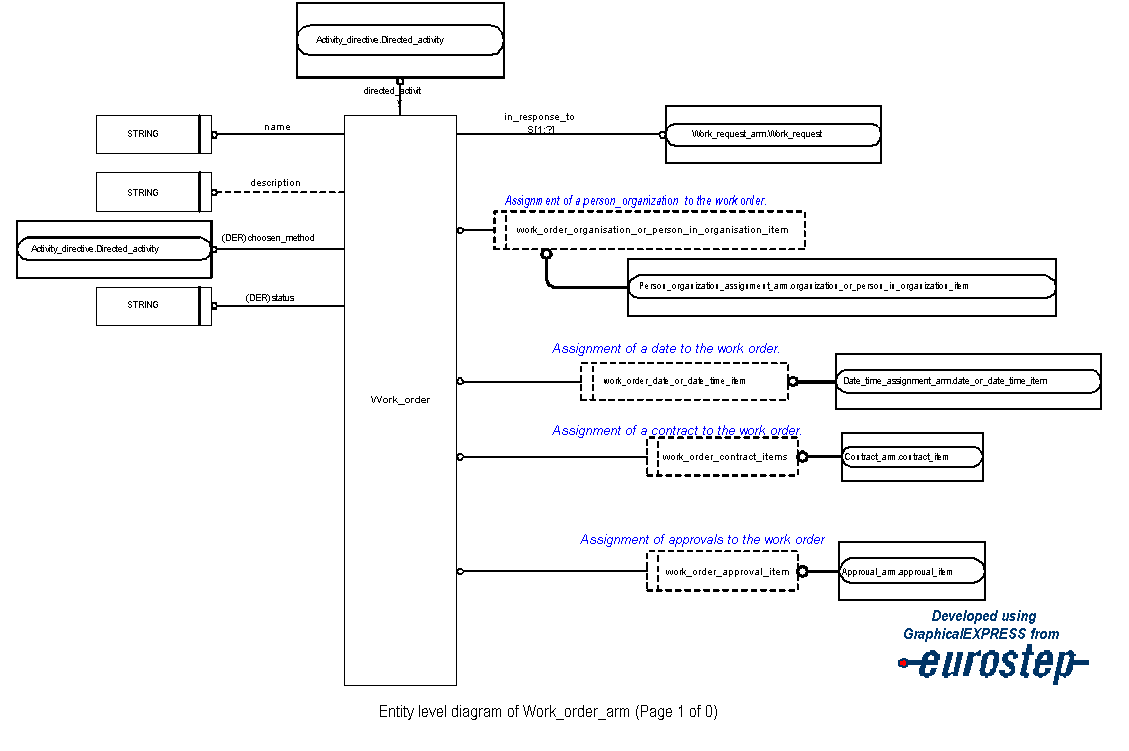 Activity_directive.Directed_activity
directed_activit
y
name
in_response_to
S[1:?]
STRING
Work_request_arm.Work_request
description
STRING
Assignment of a person_organization to the work order.
work_order_organisation_or_person_in_organisation_item
(DER)choosen_method
Activity_directive.Directed_activity
Person_organization_assignment_arm.organization_or_person_in_organization_item
(DER)status
STRING
Assignment of a date to the work order.
work_order_date_or_date_time_item
Date_time_assignment_arm.date_or_date_time_item
Work_order
Assignment of a contract to the work order.
work_order_contract_items
Contract_arm.contract_item
Assignment of approvals to the work order
work_order_approval_item
Approual_arm.approual_item
Developed using
GraphicalEXPRESS from
eurostep
Entity level diagram of Work_order_arm (Page 1 of 0)